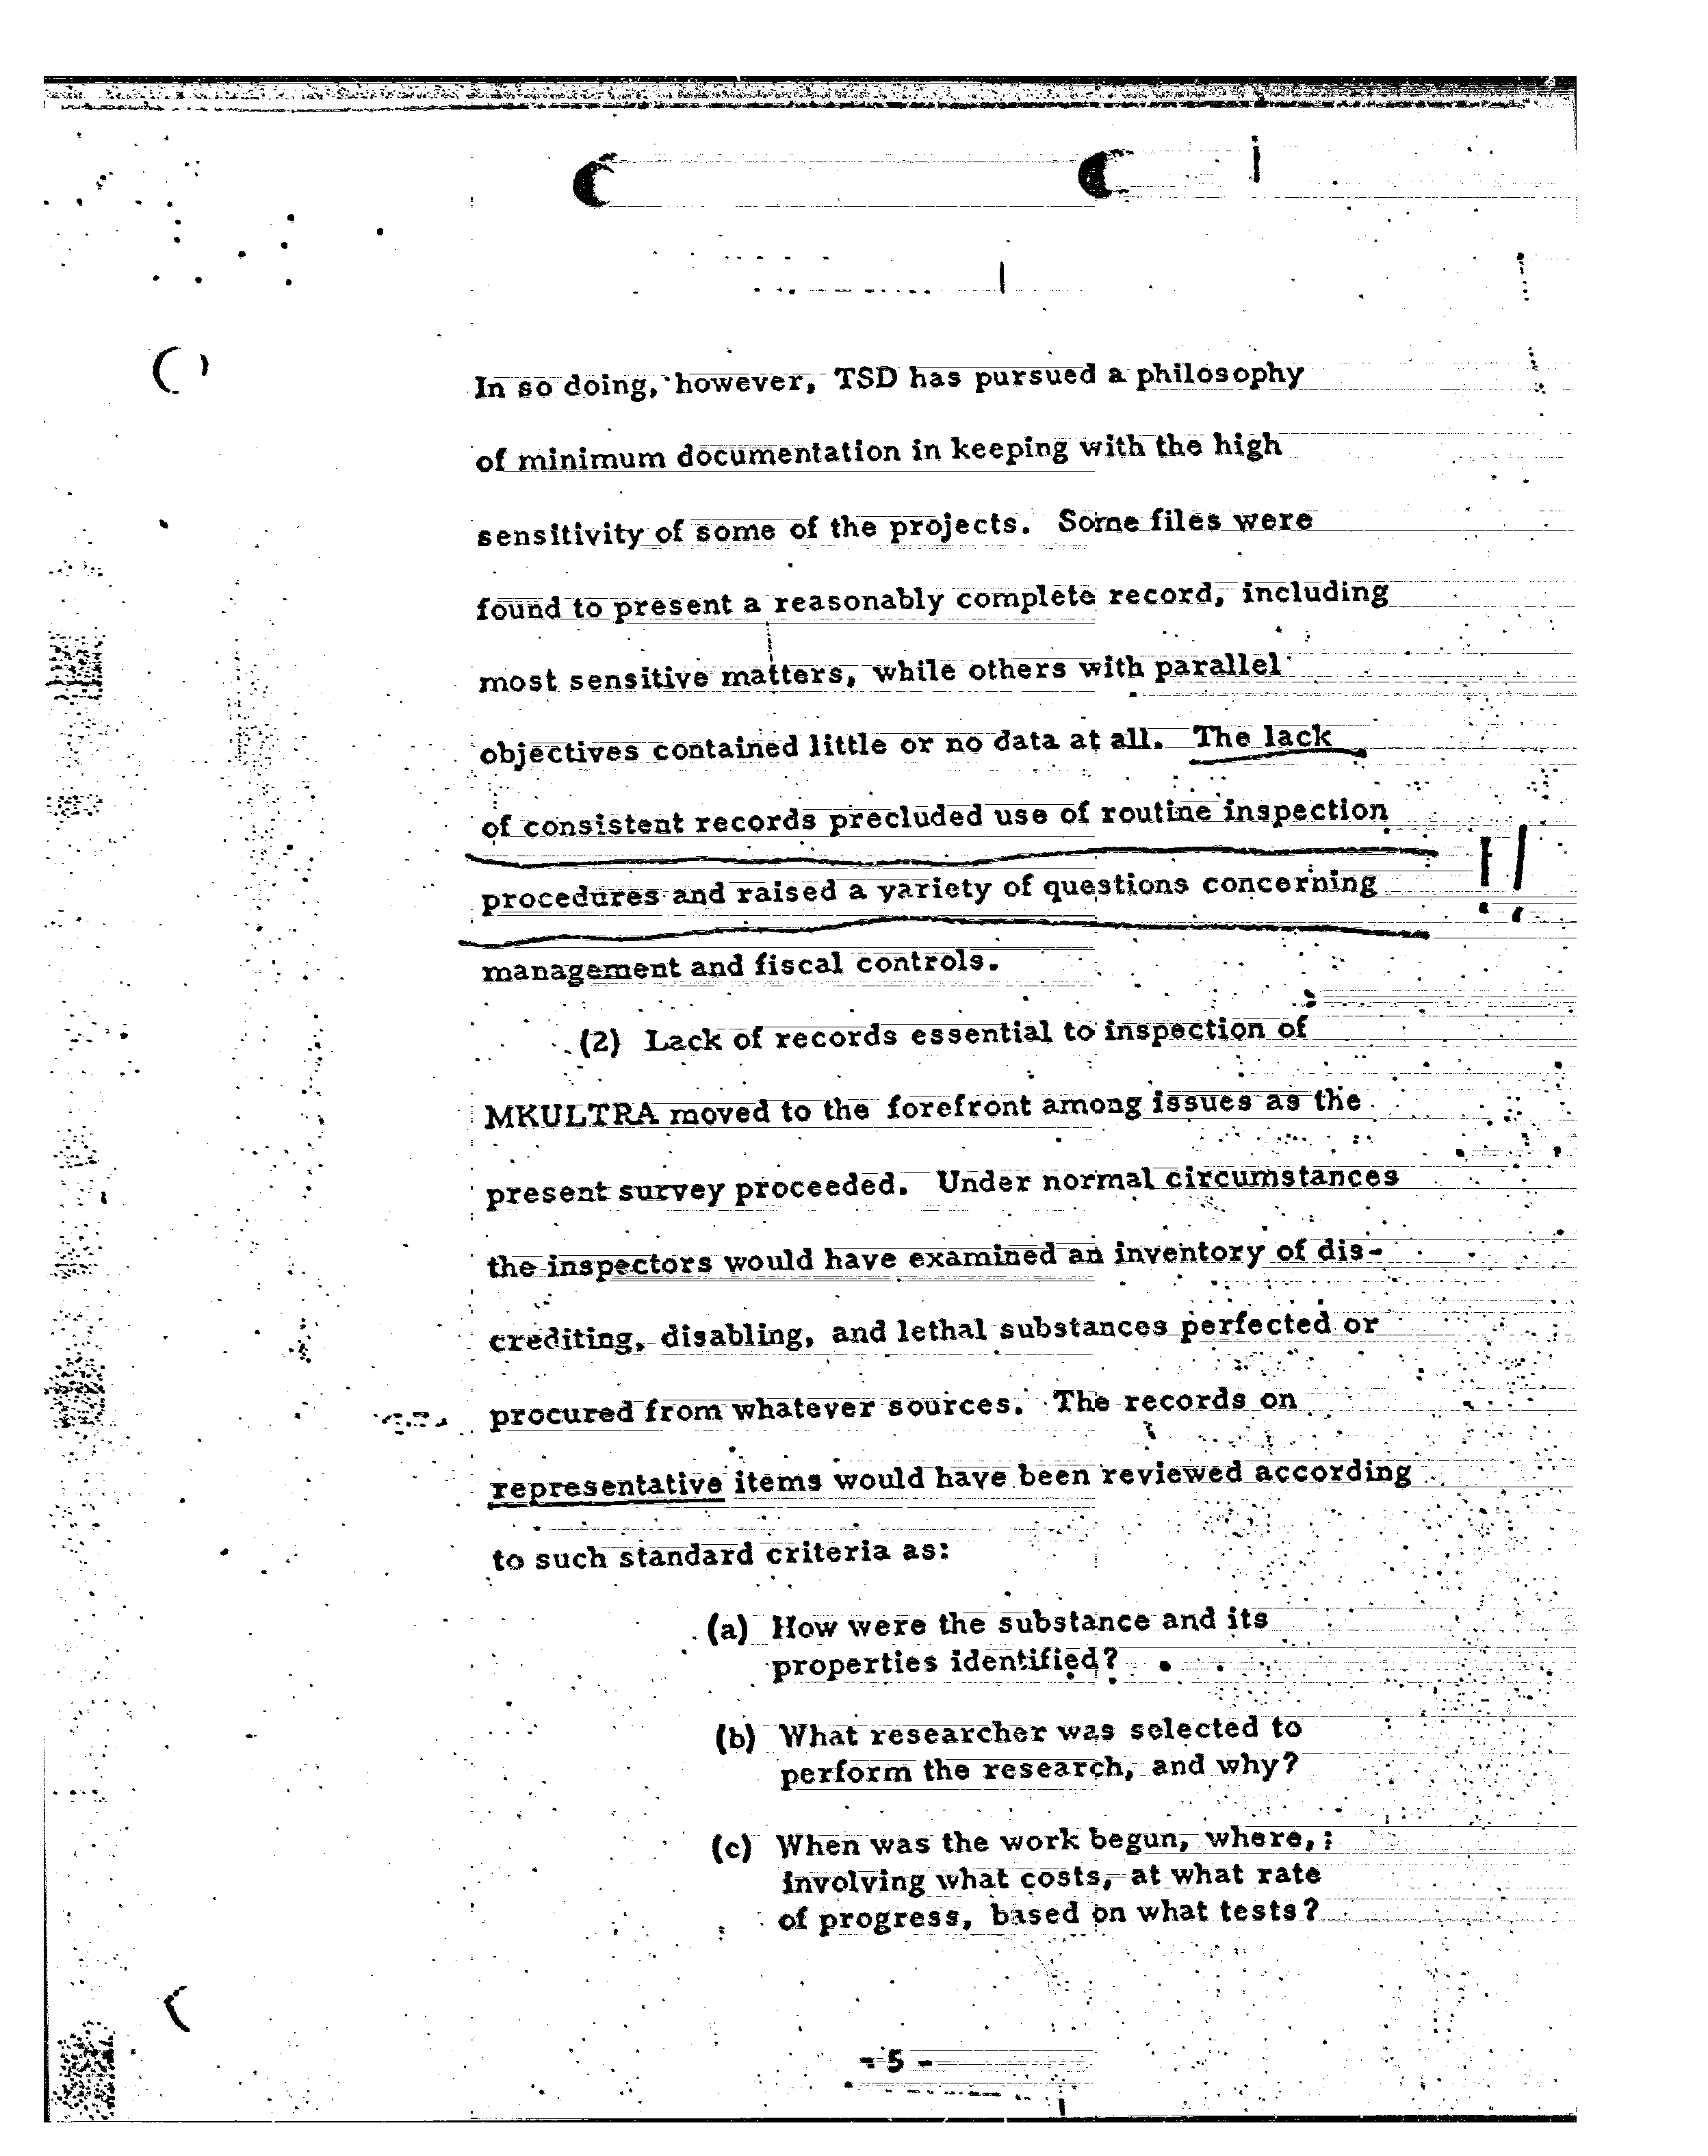 In so doing, however, TSD has pursued a philosophy
of minimum documentation in keeping with the high
sensitivity of some of the projects. Some files were
found to present a reasonably complete record, including
most sensitive matters, while others with parallel
objectives contained little or no data at all. The lack
of consistent records precluded use of routine inspection
procedures and raised a variety of questions concerning
management and fiscal controls.
(2) Lack of records essential to inspection of
MKULTRA moved to the forefront among issues as the
present survey proceeded. Under normal circumstances
the inspectors would have examined an inventory of dis-
crediting, disabling, and lethal substances perfected or
procured from whatever sources. The records on
representative items would have been reviewed according
to such standard criteria as:
(a) How were the substance and its
properties identified?
(b) What researcher was selected to
perform the research, and why?
(c) When was the work begun, where,
involving what costs, at what rate
of progress, based on what tests?
- 5 -